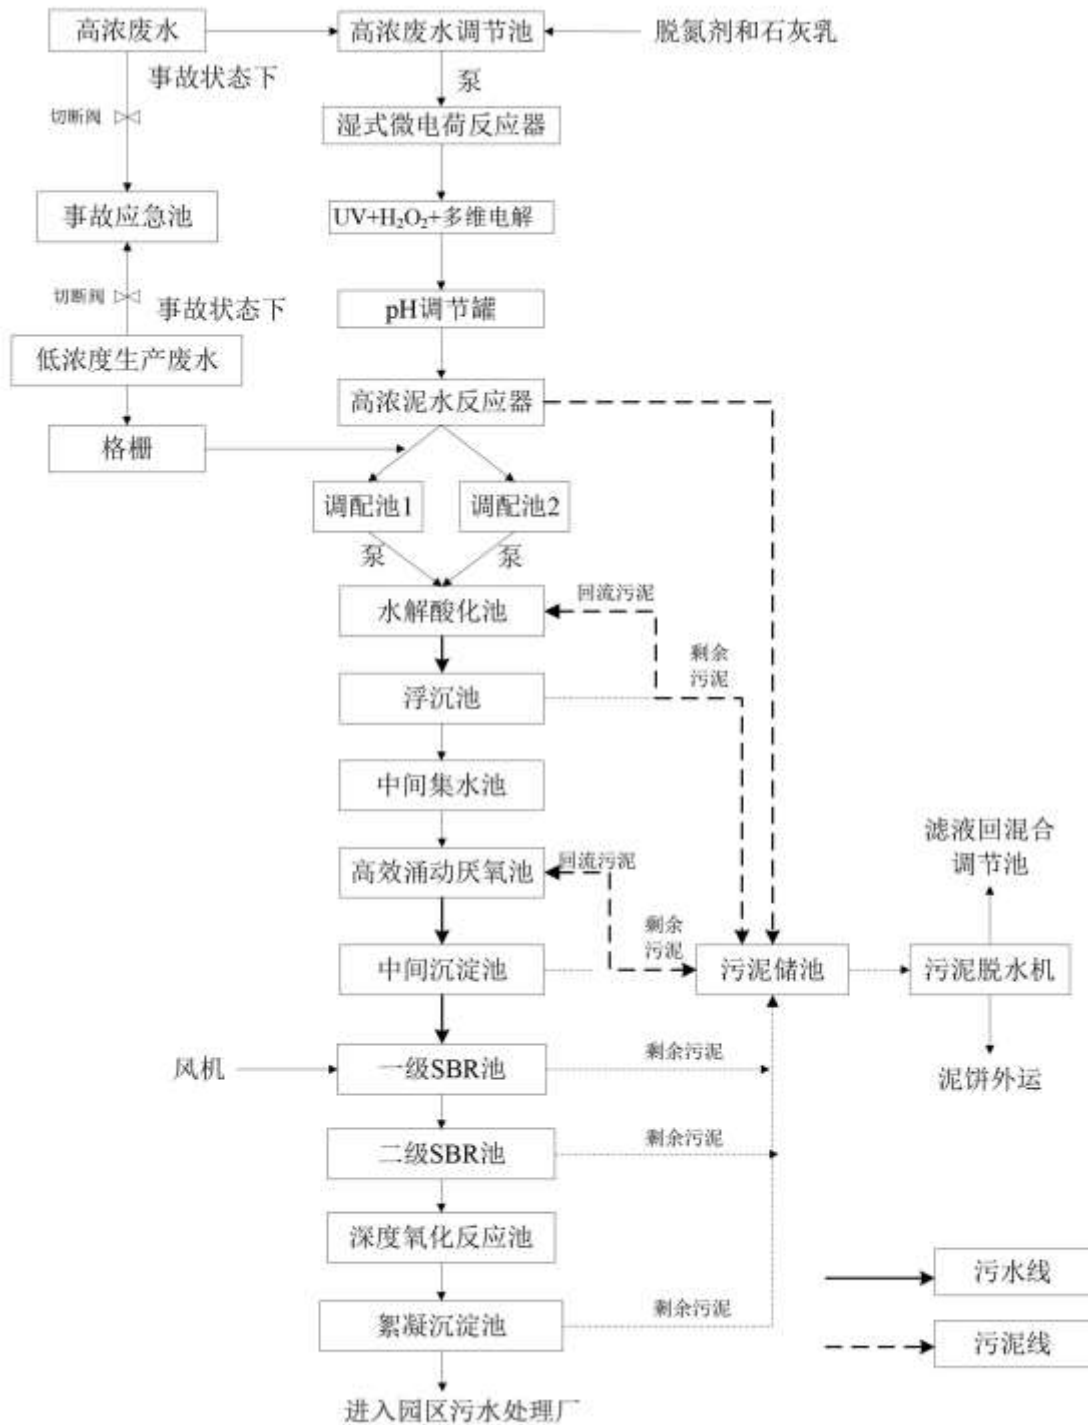 高浓废水
高浓废水调节池
脱氮剂和石灰乳
事故状态下
泵
切断阀
湿式微电荷反应器
事故应急池
UV+H₂O₂+多维电解
切断阀
事故状态下
pH调节罐
低浓度生产废水
高浓泥水反应器
格栅
调配池1
调配池2
泵
泵
水解酸化池
回流污泥
剩余
污泥
浮沉池
中间集水池
滤液回混合
调节池
高效涌动厌氧池
回流污泥
剩余
污泥
中间沉淀池
污泥储池
污泥脱水机
风机
一级SBR池
剩余污泥
泥饼外运
二级SBR池
剩余污泥
深度氧化反应池
污水线
絮凝沉淀池
剩余污泥
污泥线
进入园区污水处理厂